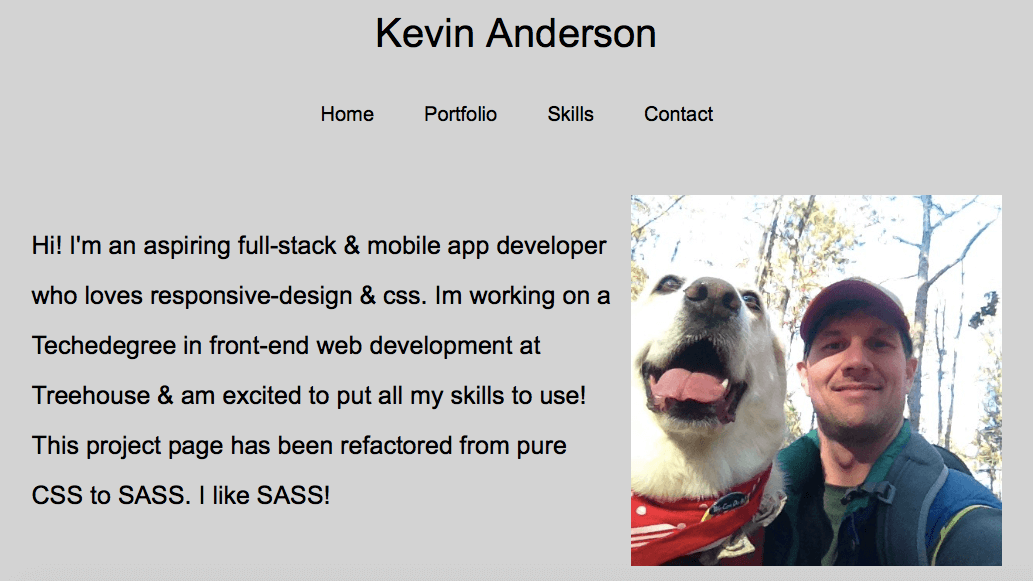 Kevin Anderson
Home Portfolio Skills Contact
Hi! I'm an aspiring full-stack & mobile app developer
who loves responsive-design & css. Im working on a
Techedegree in front-end web development at
Treehouse & am excited to put all my skills to use!
This project page has been refactored from pure
CSS to SASS. I like SASS!